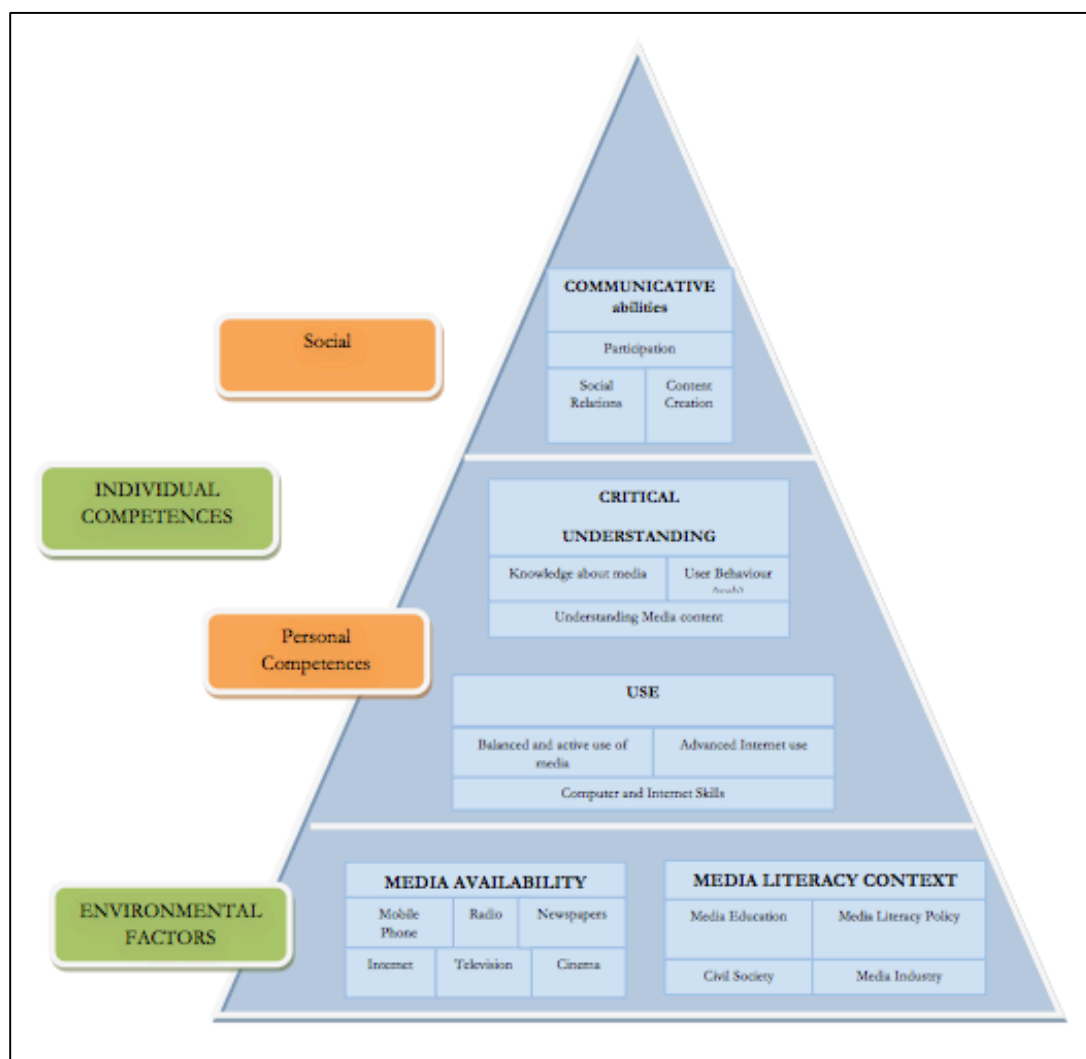 COMMUNICATIVE
abilities
Participation
Social
Relations
Content
Creation
Social
INDIVIDUAL
COMPETENCES
CRITICAL
UNDERSTANDING
Knowledge about media
User Behaviour
Understanding Media content
Personal
Competences
USE
Balanced and active use of
media
Advanced Internet use
Computer and Internet Skills
ENVIRONMENTAL
FACTORS
MEDIA AVAILABILITY
Mobile
Phone
Radio
Newspapers
Internet
Television
Cinema
MEDIA LITERACY CONTEXT
Media Education
Media Literacy Policy
Civil Society
Media Industry